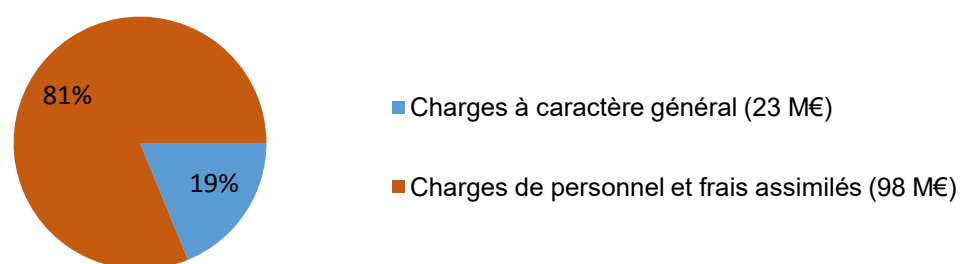 81%
19%
Charges à caractère général (23 M€)
Charges de personnel et frais assimilés (98 M€)